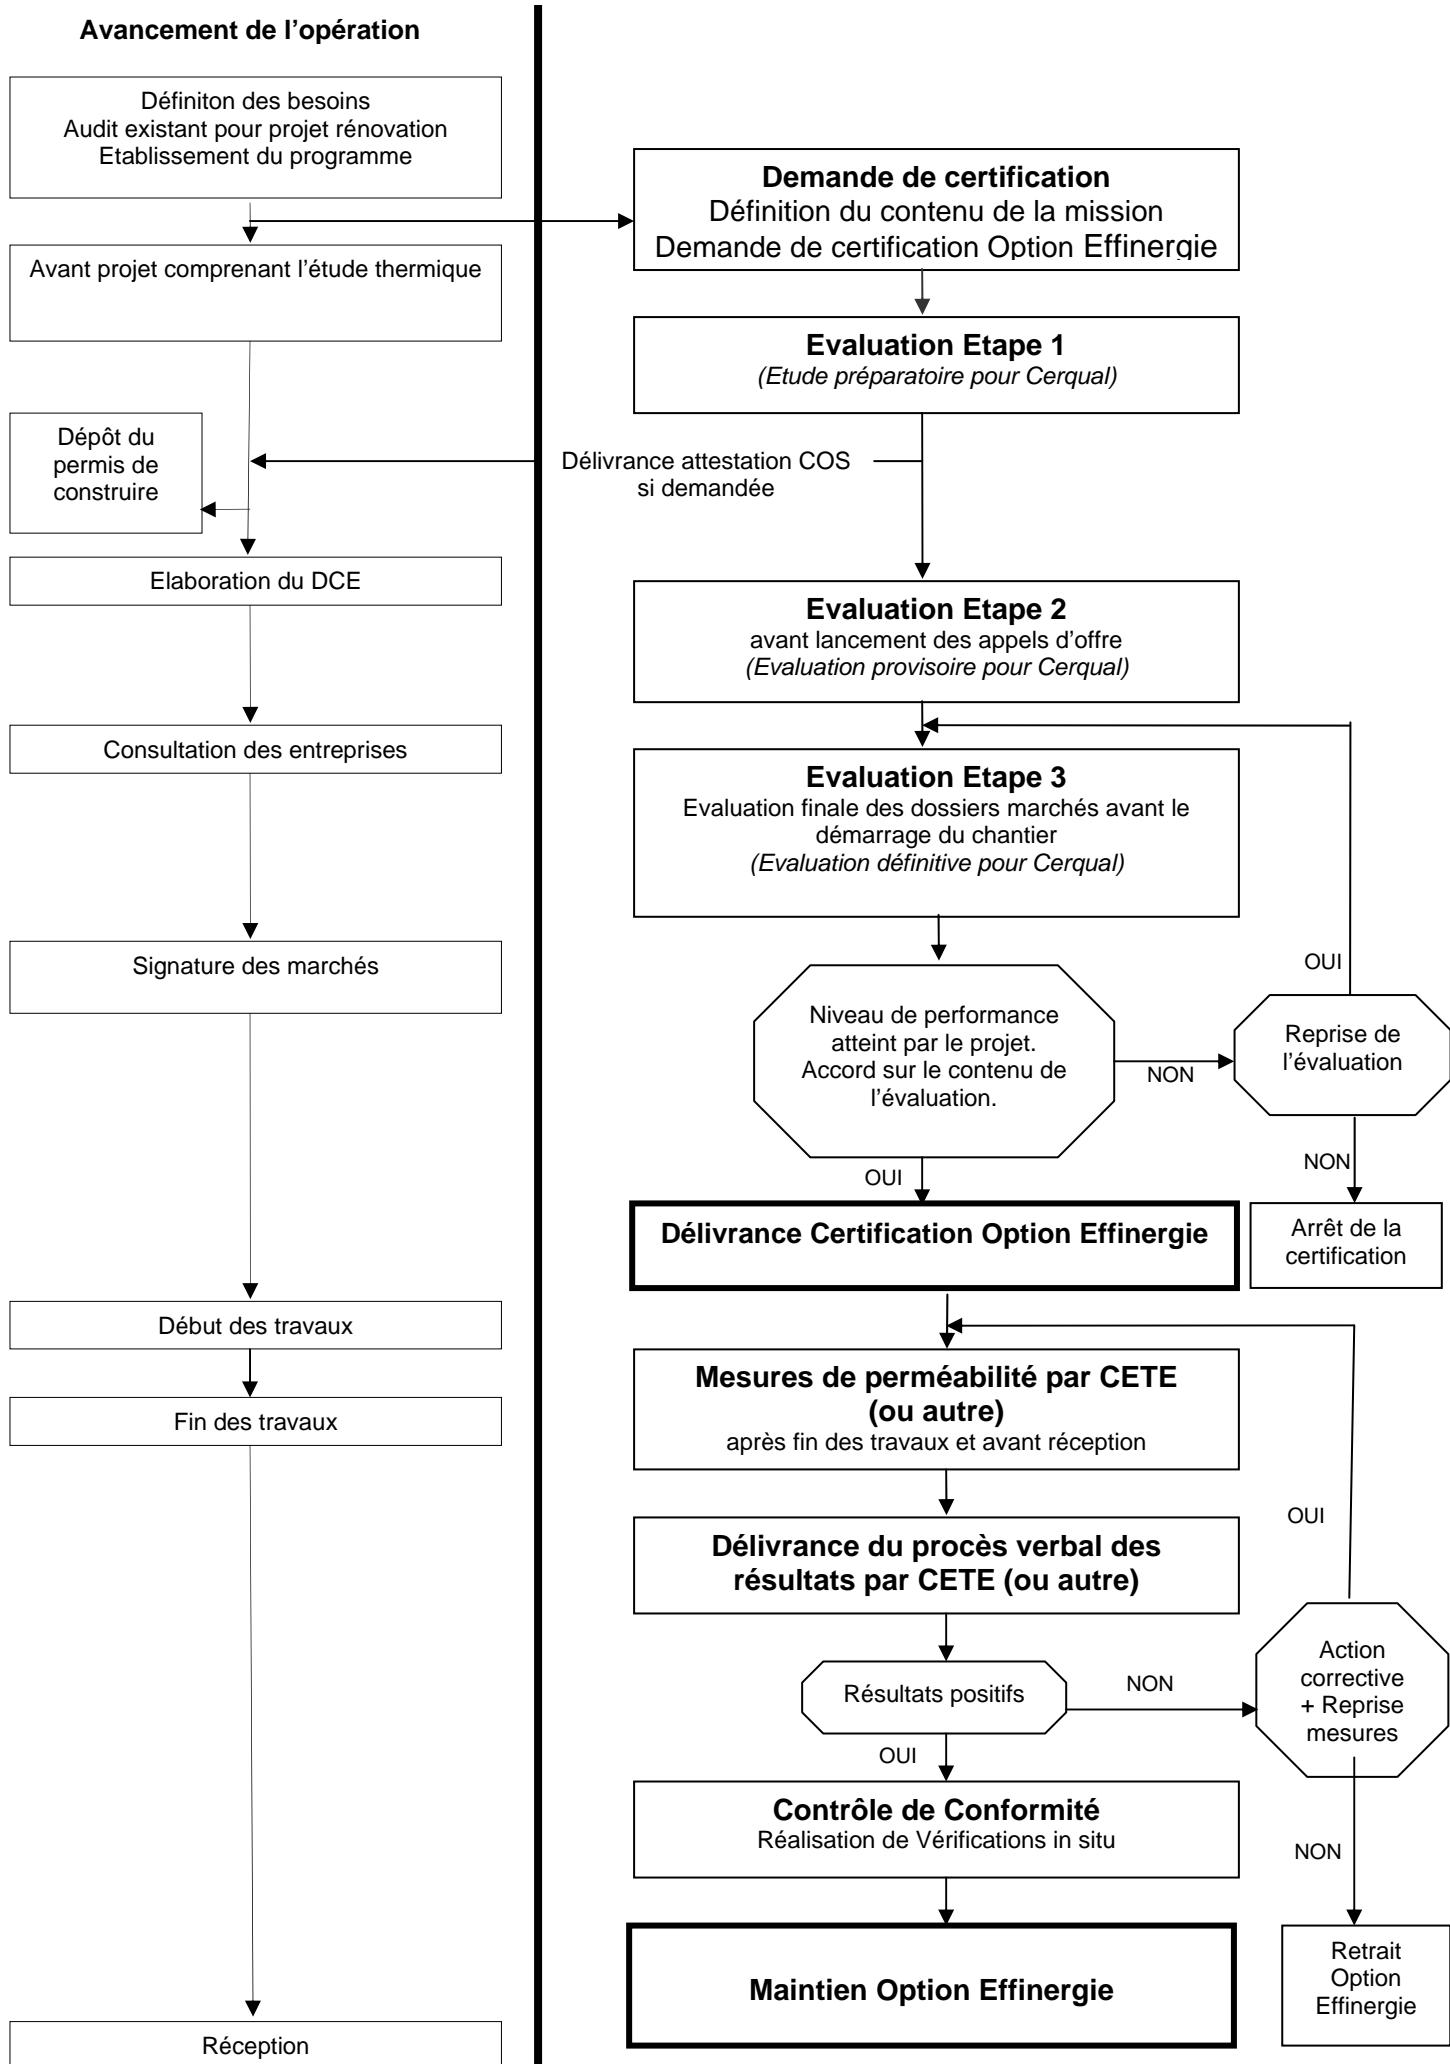 Avancement de l’opération
Définiton des besoins
Audit existant pour projet rénovation
Etablissement du programme
Avant projet comprenant l’étude thermique
Dépôt du
permis de
construire
Elaboration du DCE
Consultation des entreprises
Signature des marchés
Début des travaux
Fin des travaux
Réception
Demande de certification
Définition du contenu de la mission
Demande de certification Option Effinergie
Evaluation Etape 1
(Etude préparatoire pour Cerqual)
Délivrance attestation COS
si demandée
Evaluation Etape 2
avant lancement des appels d’offre
(Evaluation provisoire pour Cerqual)
Evaluation Etape 3
Evaluation finale des dossiers marchés avant le
démarrage du chantier
(Evaluation définitive pour Cerqual)
Niveau de performance
atteint par le projet.
Accord sur le contenu de
l’évaluation.
NON
Reprise de
l’évaluation
OUI
NON
Arrêt de la
certification
OUI
Délivrance Certification Option Effinergie
Mesures de perméabilité par CETE
(ou autre)
après fin des travaux et avant réception
Délivrance du procès verbal des
résultats par CETE (ou autre)
Résultats positifs
NON
Action
corrective
+ Reprise
mesures
OUI
NON
Retrait
Option
Effinergie
OUI
Contrôle de Conformité
Réalisation de Vérifications in situ
Maintien Option Effinergie